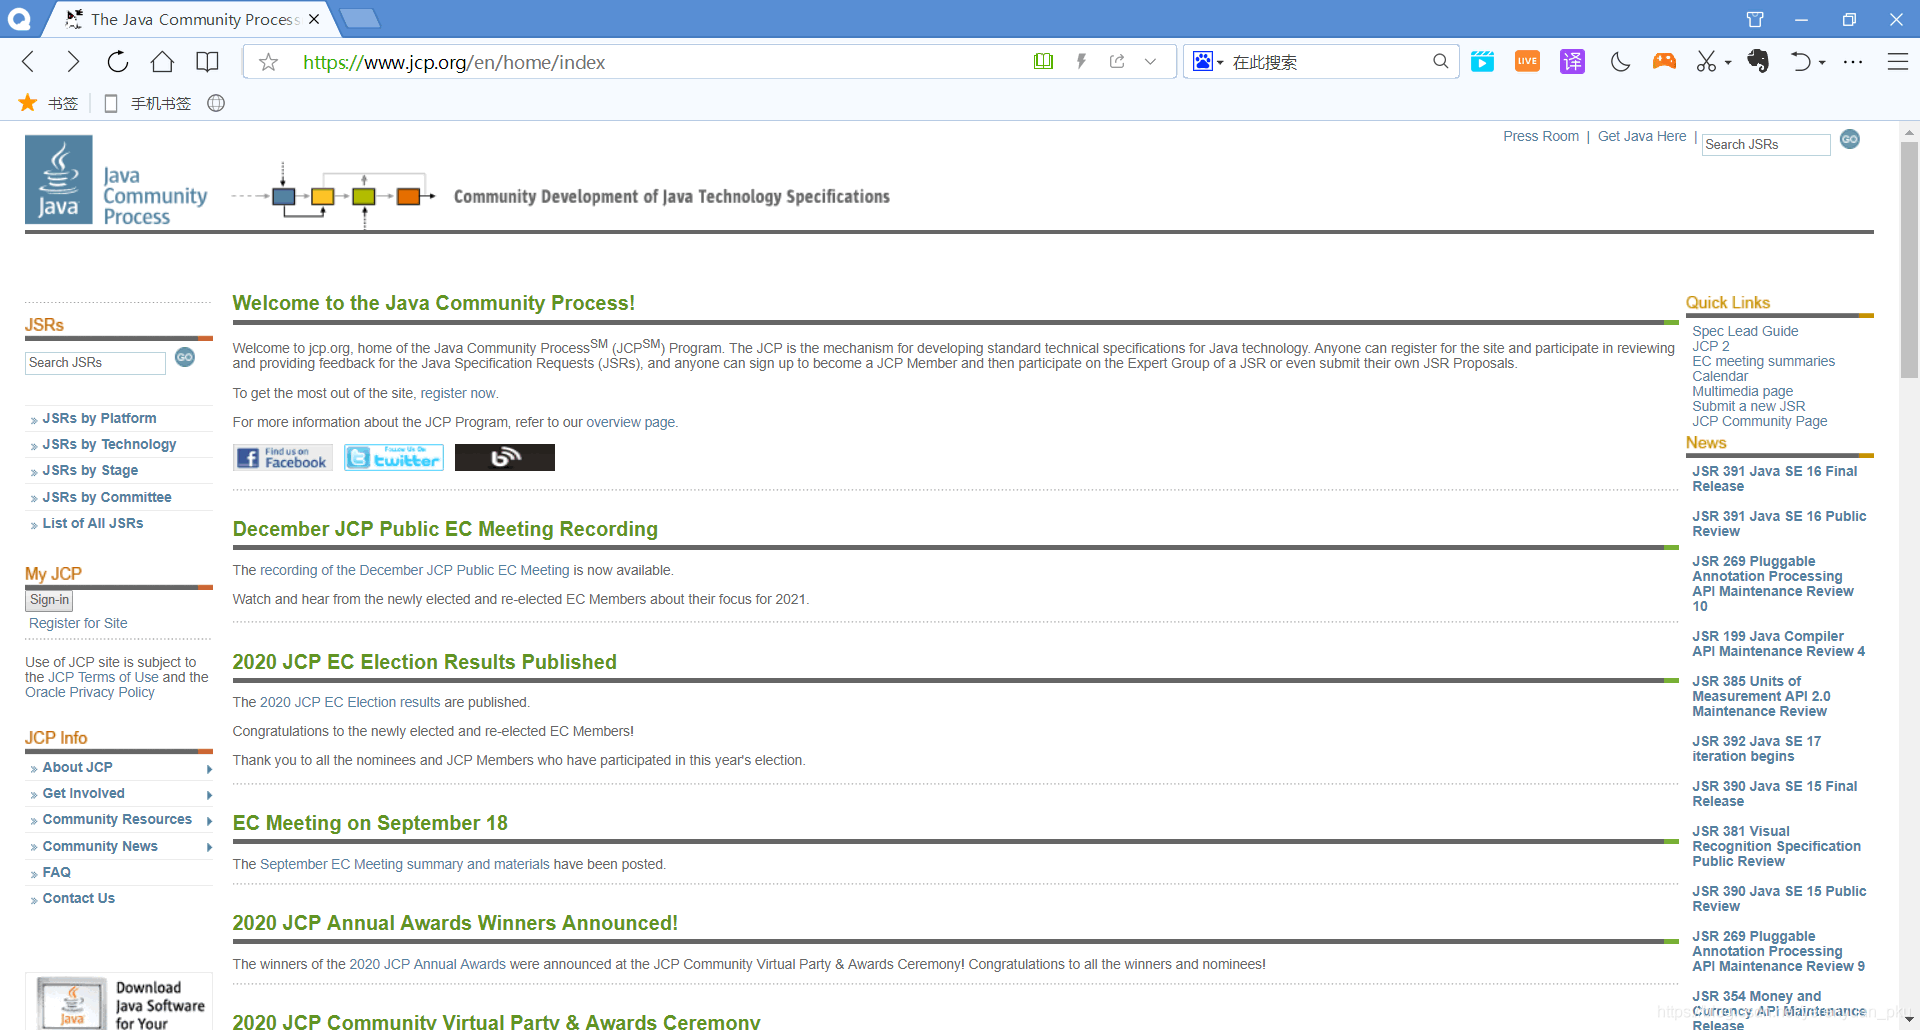 The Java Community Process
https://www.jcp.org/en/home/index
在此搜索
LIVE
译
书签
手机书签
Press Room | Get Java Here |
Search JSRs
GO
Java
Java
Community
Process
Community Development of Java Technology Specifications
JSRs
Search JSRs
GO
JSRs by Platform
JSRs by Technology
JSRs by Stage
JSRs by Committee
List of All JSRs
My JCP
Sign-in
Register for Site
Use of JCP site is subject to
the JCP Terms of Use and the
Oracle Privacy Policy
JCP Info
About JCP
Get Involved
Community Resources
Community News
FAQ
Contact Us
Java
Download
Java Software
for Your
Welcome to the Java Community Process!
Welcome to jcp.org, home of the Java Community ProcessSM (JCPSM) Program. The JCP is the mechanism for developing standard technical specifications for Java technology. Anyone can register for the site and participate in reviewing
and providing feedback for the Java Specification Requests (JSRs), and anyone can sign up to become a JCP Member and then participate on the Expert Group of a JSR or even submit their own JSR Proposals.
To get the most out of the site, register now.
For more information about the JCP Program, refer to our overview page.
Find us on
Facebook
Follow Us On
twitter
December JCP Public EC Meeting Recording
The recording of the December JCP Public EC Meeting is now available.
Watch and hear from the newly elected and re-elected EC Members about their focus for 2021.
2020 JCP EC Election Results Published
The 2020 JCP EC Election results are published.
Congratulations to the newly elected and re-elected EC Members!
Thank you to all the nominees and JCP Members who have participated in this year's election.
EC Meeting on September 18
The September EC Meeting summary and materials have been posted.
2020 JCP Annual Awards Winners Announced!
The winners of the 2020 JCP Annual Awards were announced at the JCP Community Virtual Party & Awards Ceremony! Congratulations to all the winners and nominees!
2020 JCP Community Virtual Party & Awards Ceremony
Quick Links
Spec Lead Guide
JCP 2
EC meeting summaries
Calendar
Multimedia page
Submit a new JSR
JCP Community Page
News
JSR 391 Java SE 16 Final
Release
JSR 391 Java SE 16 Public
Review
JSR 269 Pluggable
Annotation Processing
API Maintenance Review
10
JSR 199 Java Compiler
API Maintenance Review 4
JSR 385 Units of
Measurement API 2.0
Maintenance Review
JSR 392 Java SE 17
iteration begins
JSR 390 Java SE 15 Final
Release
JSR 381 Visual
Recognition Specification
Public Review
JSR 390 Java SE 15 Public
Review
JSR 269 Pluggable
Annotation Processing
API Maintenance Review 9
JSR 354 Money and
Currency API Maintenance
Release